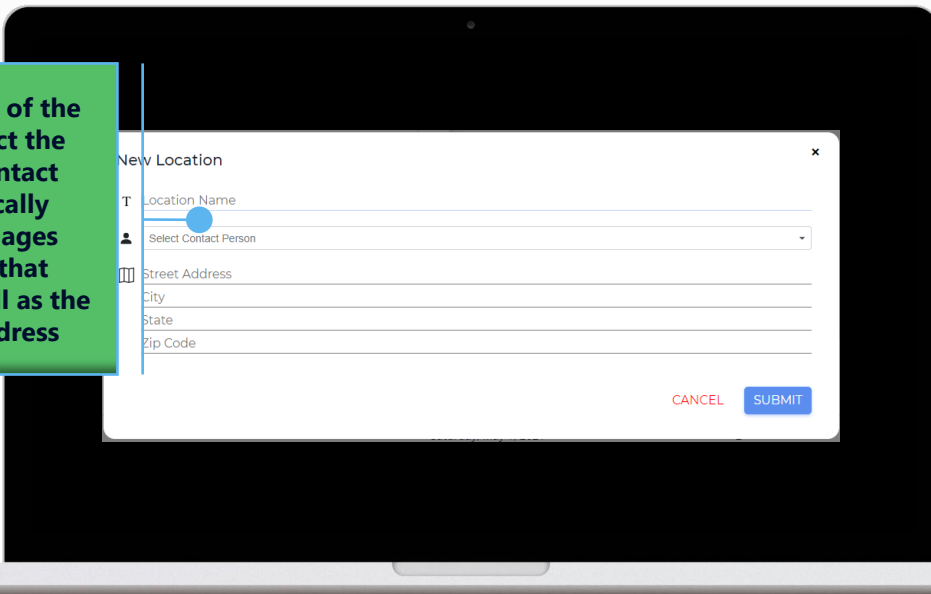 of the
ct the
ntact
cally
ages
that
ll as the
dress
New Location
×
T Location Name
Select Contact Person
Street Address
City
State
Zip Code
CANCEL SUBMIT